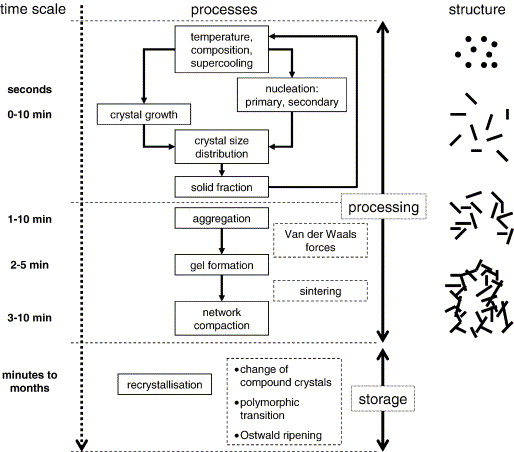 time scale
processes
structure
temperature,
composition,
supercooling
seconds
nucleation:
primary, secondary
0-10 min
crystal growth
crystal size
distribution
solid fraction
processing
1-10 min
aggregation
Van der Waals
forces
2-5 min
gel formation
sintering
3-10 min
network
compaction
minutes to
months
recrystallisation
•change of
compound crystals
•polymorphic
transition
•Ostwald ripening
storage